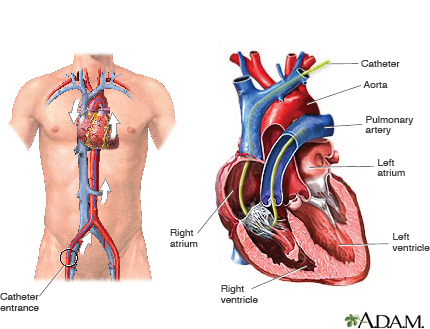 Catheter
Aorta
Pulmonary
artery
Left
atrium
Right
atrium
Left
ventricle
Right
ventricle
Catheter
entrance
A.D.A.M.